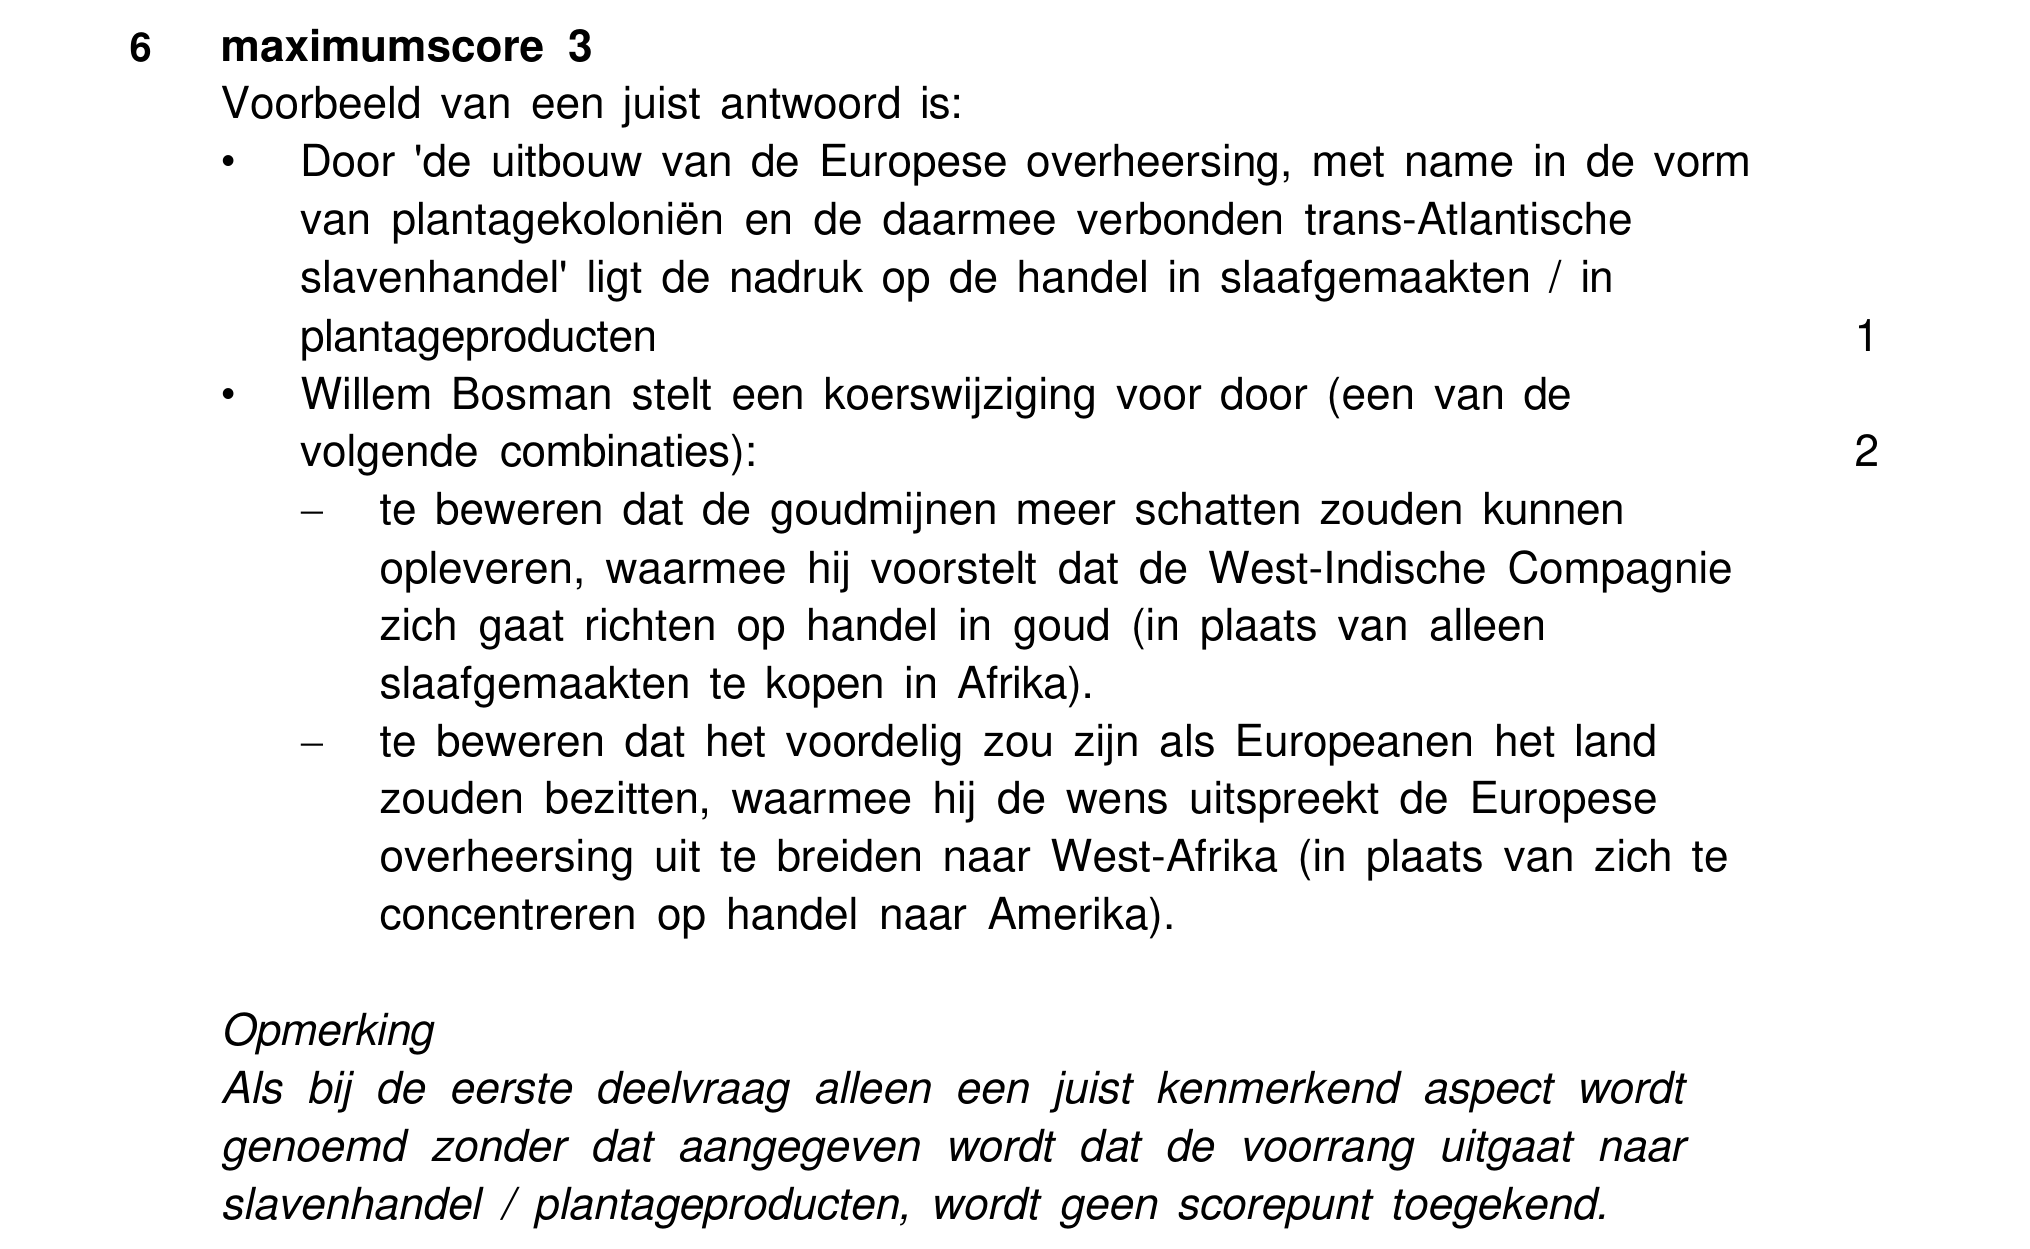 6 maximumscore 3
Voorbeeld van een juist antwoord is:
• Door 'de uitbouw van de Europese overheersing, met name in de vorm
van plantagekoloniën en de daarmee verbonden trans-Atlantische
slavenhandel' ligt de nadruk op de handel in slaafgemaakten / in
plantageproducten 1
• Willem Bosman stelt een koerswijziging voor door (een van de
volgende combinaties): 2
− te beweren dat de goudmijnen meer schatten zouden kunnen
opleveren, waarmee hij voorstelt dat de West-Indische Compagnie
zich gaat richten op handel in goud (in plaats van alleen
slaafgemaakten te kopen in Afrika).
− te beweren dat het voordelig zou zijn als Europeanen het land
zouden bezitten, waarmee hij de wens uitspreekt de Europese
overheersing uit te breiden naar West-Afrika (in plaats van zich te
concentreren op handel naar Amerika).
Opmerking
Als bij de eerste deelvraag alleen een juist kenmerkend aspect wordt
genoemd zonder dat aangegeven wordt dat de voorrang uitgaat naar
slavenhandel / plantageproducten, wordt geen scorepunt toegekend.